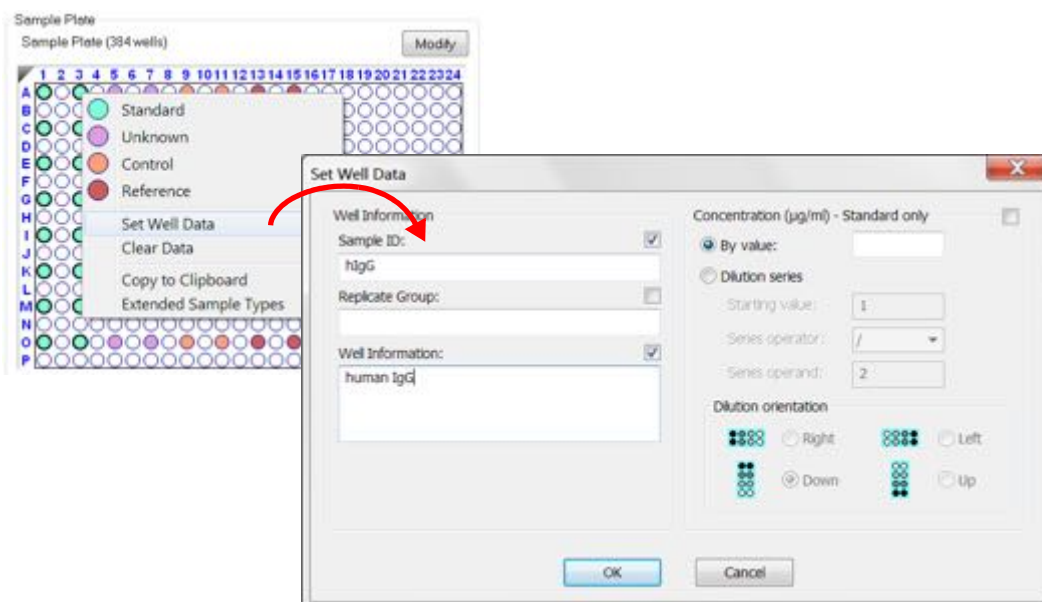 Sample Plate
Sample Plate (384 wells)
Modify
1 2 3 4 5 6 7 8 9 10 11 12 13 14 15 16 17 18 19 20 21 22 23 24
A
B
C
D
E
F
G
H
I
J
K
L
M
N
O
P
Standard
Unknown
Control
Reference
Set Well Data
Clear Data
Copy to Clipboard
Extended Sample Types
Set Well Data
X
Well Information
Sample ID:
hIgG
Replicate Group:
Well Information:
human IgG
Concentration (µg/ml) - Standard only
By value:
Dilution series
Starting value: 1
Series operator: /
Series operand: 2
Dilution orientation
Right Left
Down Up
OK Cancel